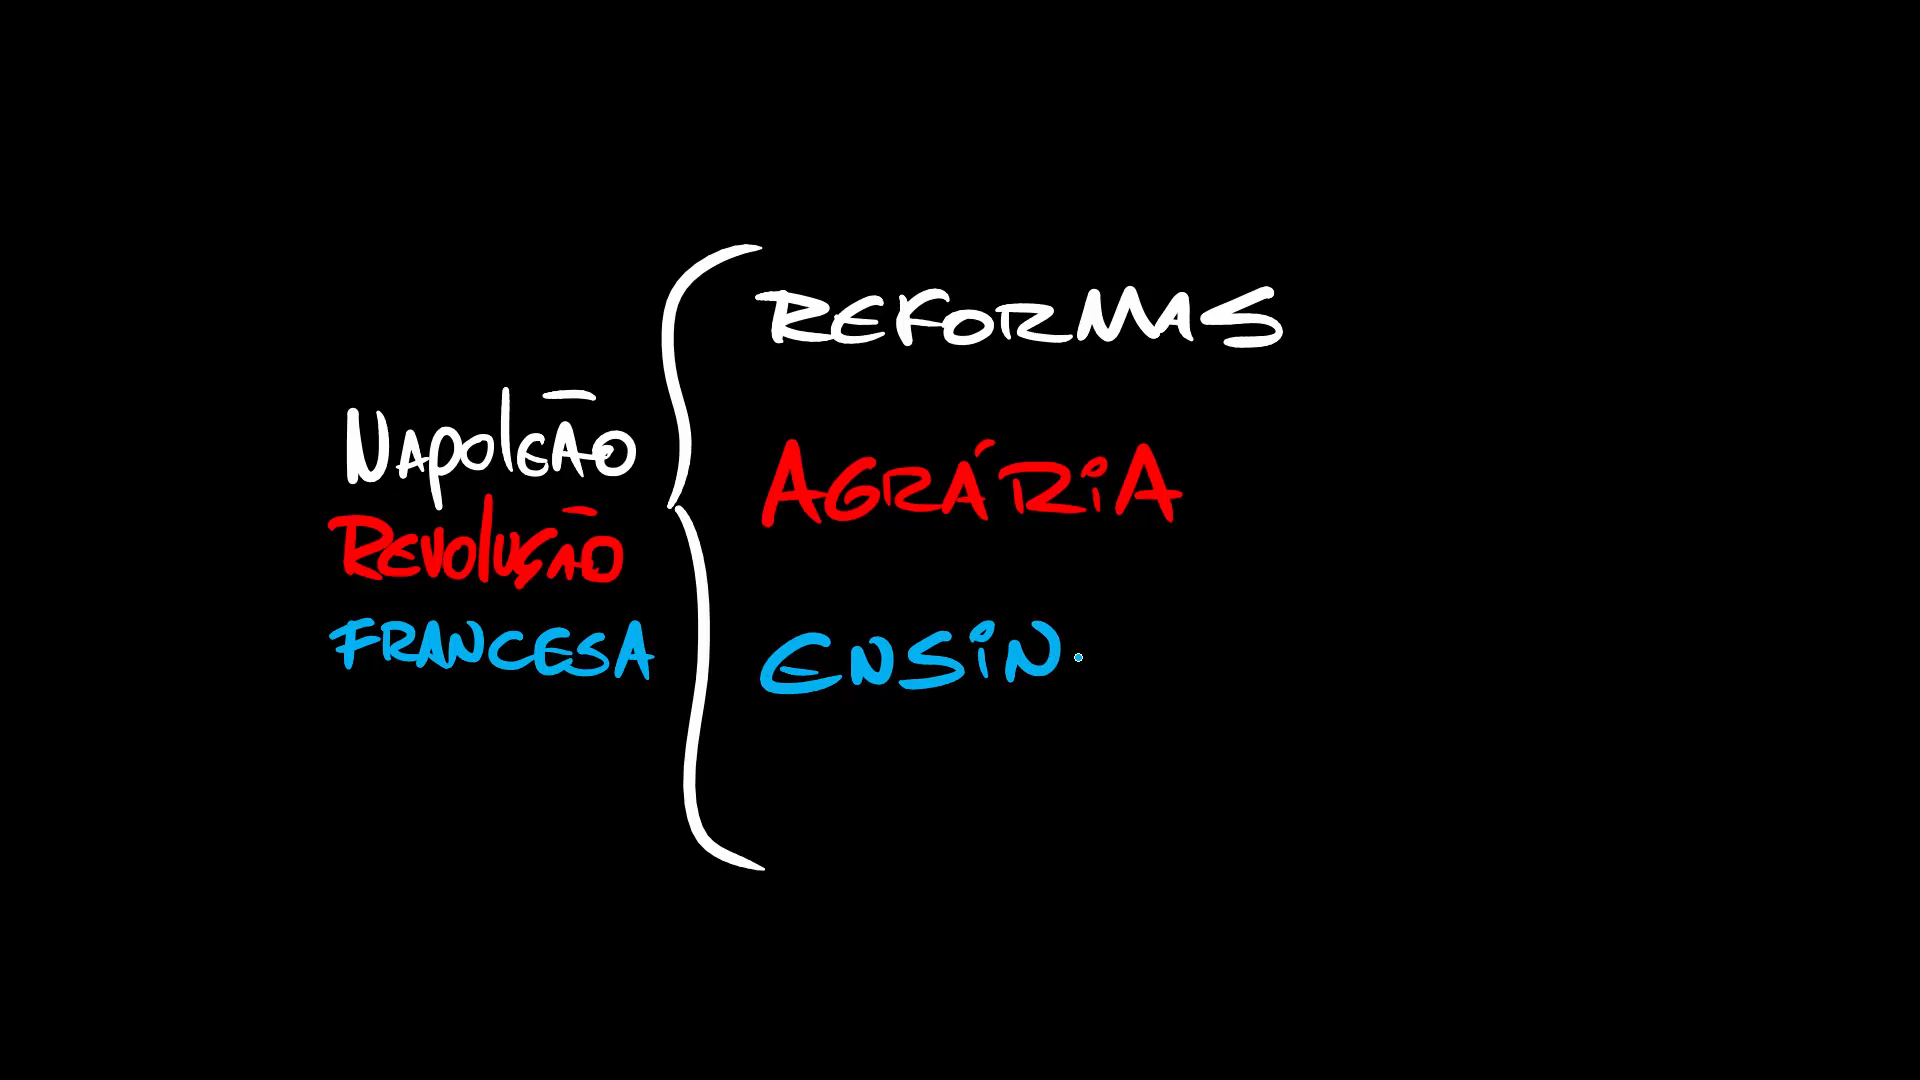 Napoleão
Revolução
FRANCESA
REFORMAS
AGRÁRiA
ENSiN